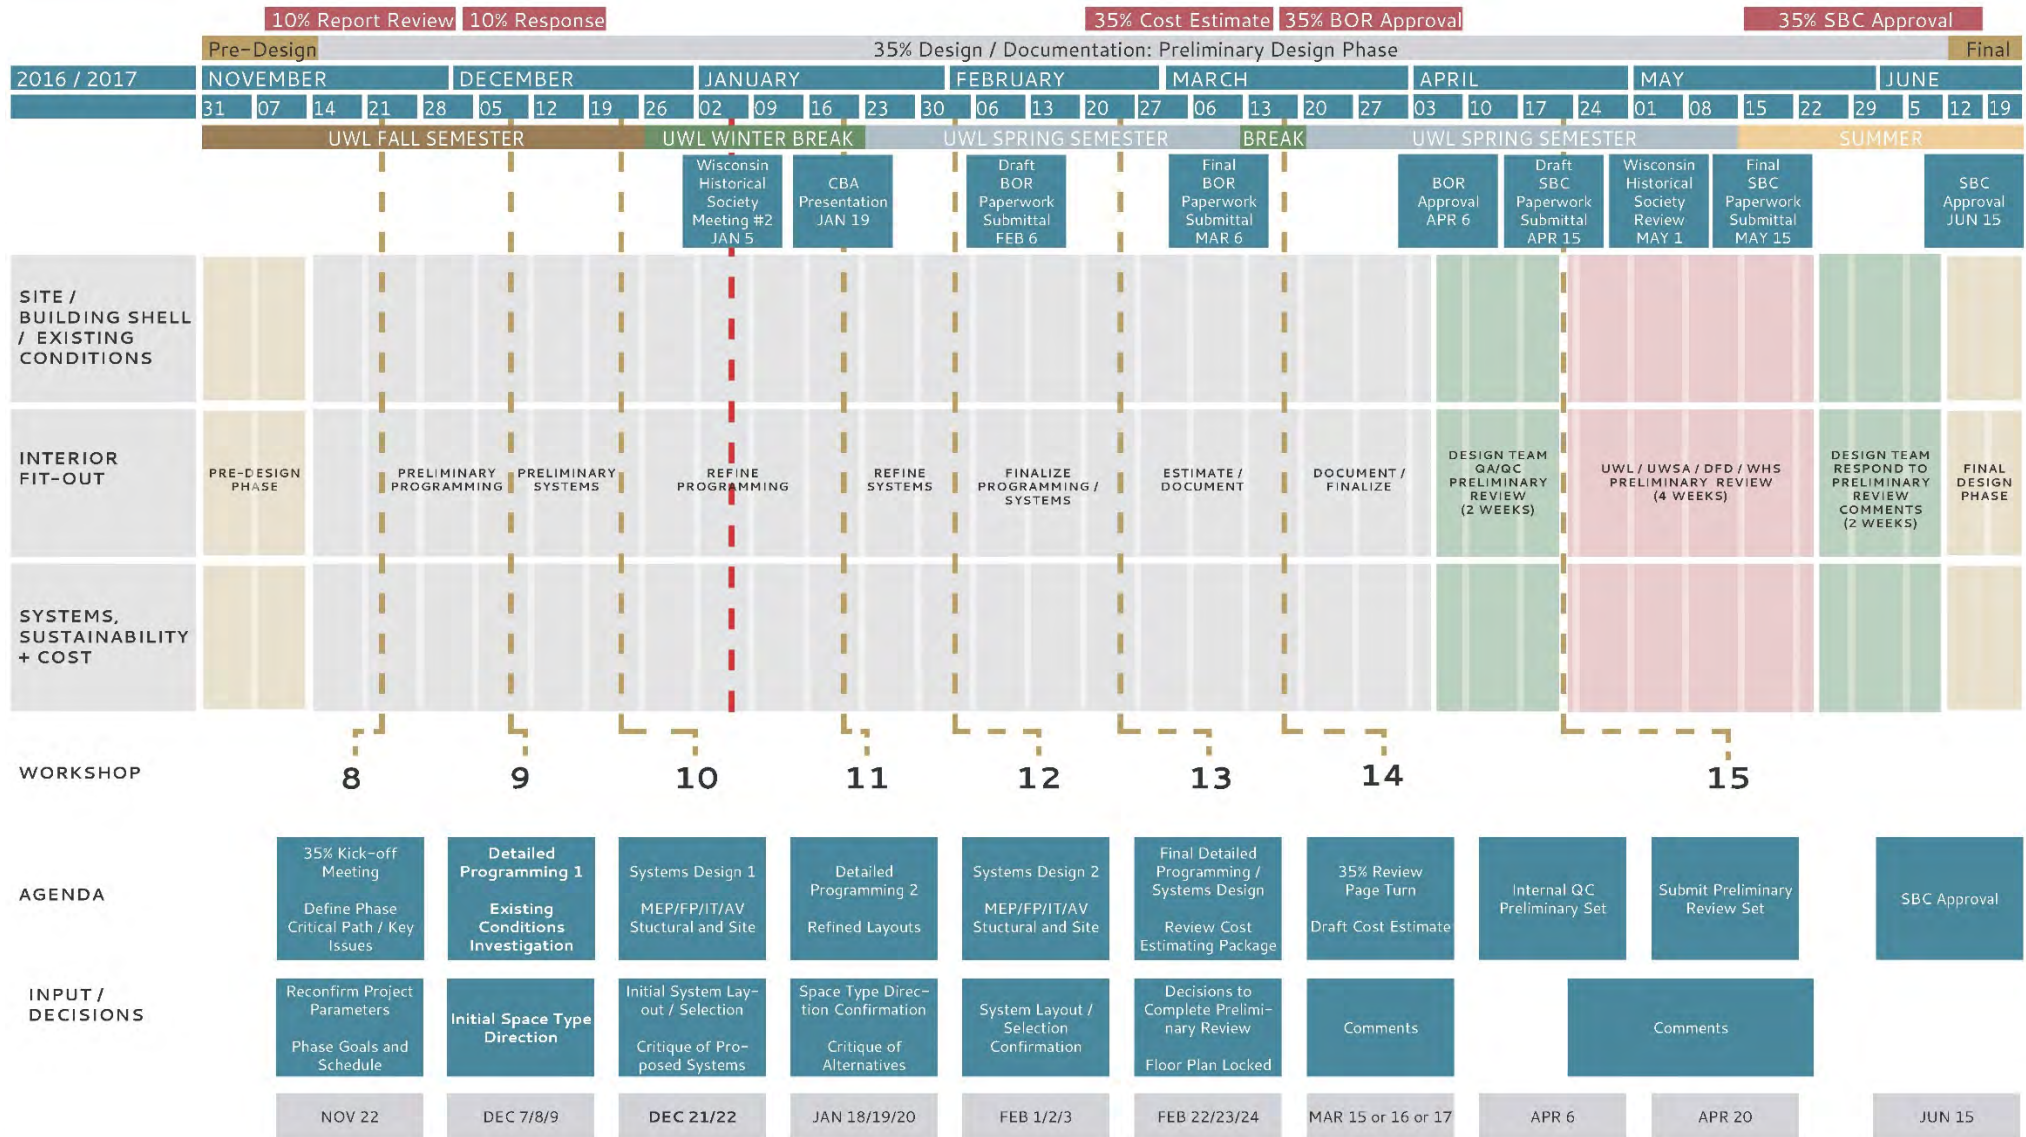 10% Report Review 10% Response 35% Cost Estimate 35% BOR Approval 35% SBC Approval
Pre-Design 35% Design / Documentation: Preliminary Design Phase Final
2016 / 2017 NOVEMBER DECEMBER JANUARY FEBRUARY MARCH APRIL MAY JUNE
31 07 14 21 28 05 12 19 26 02 09 16 23 30 06 13 20 27 06 13 20 27 03 10 17 24 01 08 15 22 29 5 12 19
UWL FALL SEMESTER UWL WINTER BREAK UWL SPRING SEMESTER BREAK UWL SPRING SEMESTER SUMMER
Wisconsin
Historical
Society
Meeting #2
JAN 5
CBA
Presentation
JAN 19
Draft
BOR
Paperwork
Submittal
FEB 6
Final
BOR
Paperwork
Submittal
MAR 6
BOR
Approval
APR 6
Draft
SBC
Paperwork
Submittal
APR 15
Wisconsin
Historical
Society
Review
MAY 1
Final
SBC
Paperwork
Submittal
MAY 15
SBC
Approval
JUN 15
SITE /
BUILDING SHELL
/ EXISTING
CONDITIONS
INTERIOR
FIT-OUT
PRE-DESIGN
PHASE
PRELIMINARY
PROGRAMMING
PRELIMINARY
SYSTEMS
REFINE
PROGRAMMING
REFINE
SYSTEMS
FINALIZE
PROGRAMMING /
SYSTEMS
ESTIMATE /
DOCUMENT
DOCUMENT /
FINALIZE
DESIGN TEAM
QA/QC
PRELIMINARY
REVIEW
(2 WEEKS)
UWL / UWSA / DFD / WHS
PRELIMINARY REVIEW
(4 WEEKS)
DESIGN TEAM
RESPOND TO
PRELIMINARY
REVIEW
COMMENTS
(2 WEEKS)
FINAL
DESIGN
PHASE
SYSTEMS,
SUSTAINABILITY
+ COST
WORKSHOP 8 9 10 11 12 13 14 15
AGENDA
35% Kick-off
Meeting
Define Phase
Critical Path / Key
Issues
Detailed
Programming 1
Existing
Conditions
Investigation
Systems Design 1
MEP/FP/IT/AV
Stuctural and Site
Detailed
Programming 2
Refined Layouts
Systems Design 2
MEP/FP/IT/AV
Stuctural and Site
Final Detailed
Programming /
Systems Design
Review Cost
Estimating Package
35% Review
Page Turn
Draft Cost Estimate
Internal QC
Preliminary Set
Submit Preliminary
Review Set
SBC Approval
INPUT /
DECISIONS
Reconfirm Project
Parameters
Phase Goals and
Schedule
Initial Space Type
Direction
Initial System Lay-
out / Selection
Critique of Pro-
posed Systems
Space Type Direc-
tion Confirmation
Critique of
Alternatives
System Layout /
Selection
Confirmation
Decisions to
Complete Prelimi-
nary Review
Floor Plan Locked
Comments
Comments
NOV 22 DEC 7/8/9 DEC 21/22 JAN 18/19/20 FEB 1/2/3 FEB 22/23/24 MAR 15 or 16 or 17 APR 6 APR 20 JUN 15